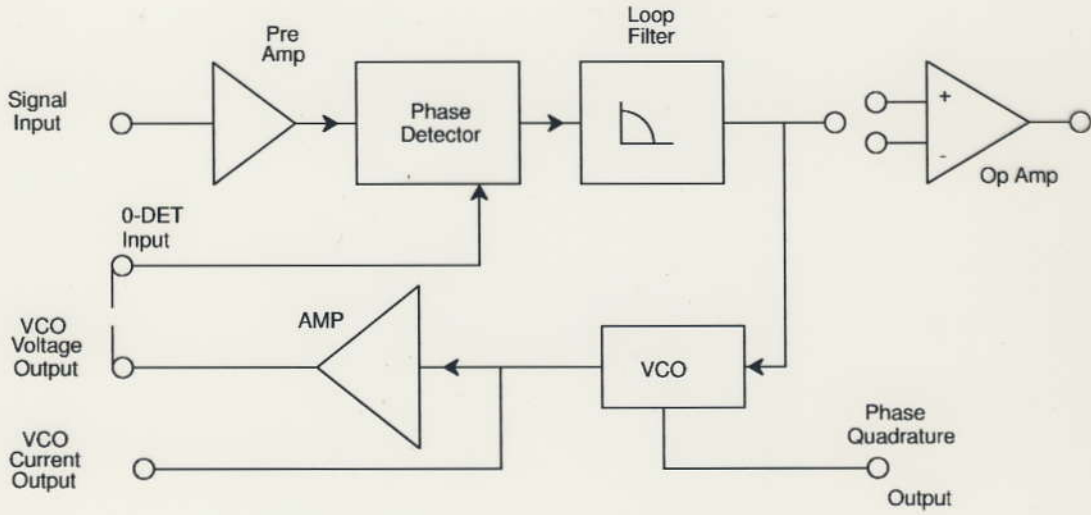 Loop
Filter
Pre
Amp
Signal
Input
Phase
Detector
+
-
Op Amp
0-DET
Input
AMP
VCO
Voltage
Output
VCO
Phase
Quadrature
VCO
Current
Output
Output